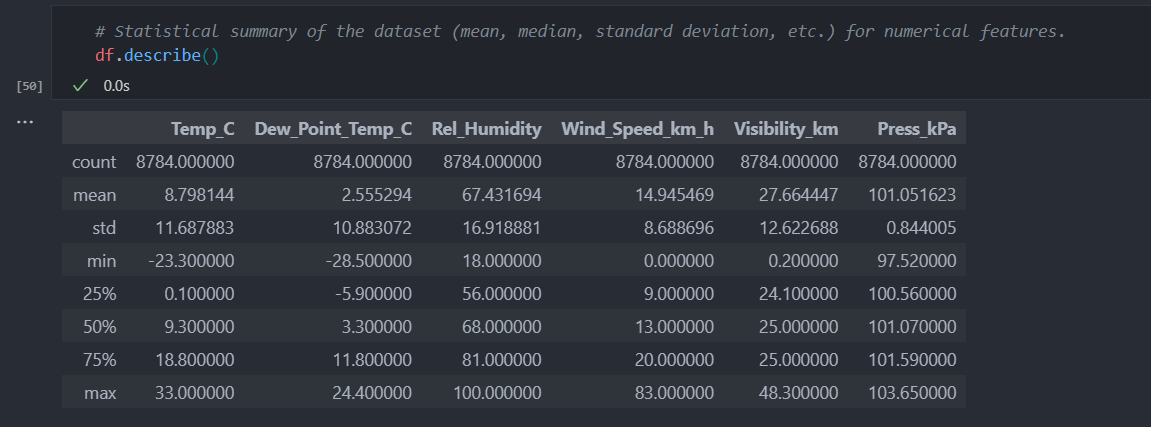 # Statistical summary of the dataset (mean, median, standard deviation, etc.) for numerical features.
df.describe()
[50] ✓ 0.0s
...
Temp_C Dew_Point_Temp_C Rel_Humidity Wind_Speed_km_h Visibility_km Press_kPa
count 8784.000000 8784.000000 8784.000000 8784.000000 8784.000000 8784.000000
mean 8.798144 2.555294 67.431694 14.945469 27.664447 101.051623
std 11.687883 10.883072 16.918881 8.688696 12.622688 0.844005
min -23.300000 -28.500000 18.000000 0.000000 0.200000 97.520000
25% 0.100000 -5.900000 56.000000 9.000000 24.100000 100.560000
50% 9.300000 3.300000 68.000000 13.000000 25.000000 101.070000
75% 18.800000 11.800000 81.000000 20.000000 25.000000 101.590000
max 33.000000 24.400000 100.000000 83.000000 48.300000 103.650000